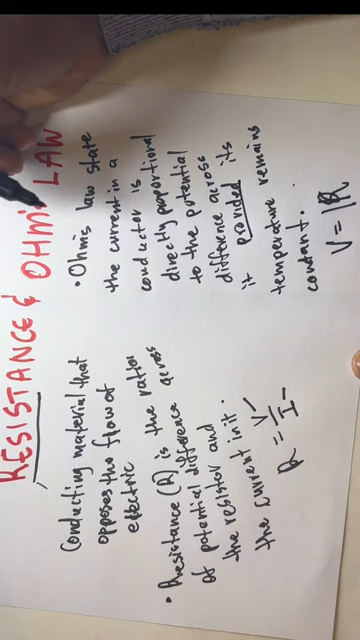 RESISTANCE & OHM'S LAW
Conducting material that
opposes the flow of
effectric
• Resistance (R) is the ratior
of potential difference across
the resistor and
the current in it.
R = V/I
• Ohm's law state
the current in a
conductor is
directly proportional
to the potential
difference across
it provided its
temperature remains
constant.
V = IR